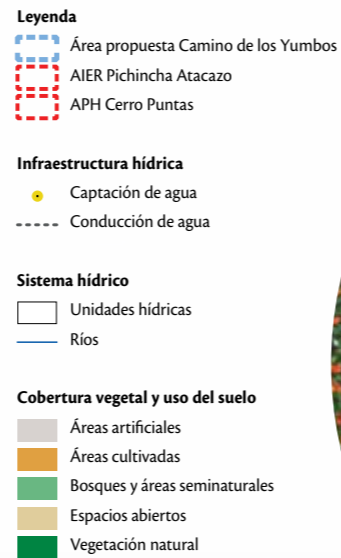 Leyenda
Área propuesta Camino de los Yumbos
AIER Pichincha Atacazo
APH Cerro Puntas
Infraestructura hídrica
Captación de agua
Conducción de agua
Sistema hídrico
Unidades hídricas
Ríos
Cobertura vegetal y uso del suelo
Áreas artificiales
Áreas cultivadas
Bosques y áreas seminaturales
Espacios abiertos
Vegetación natural